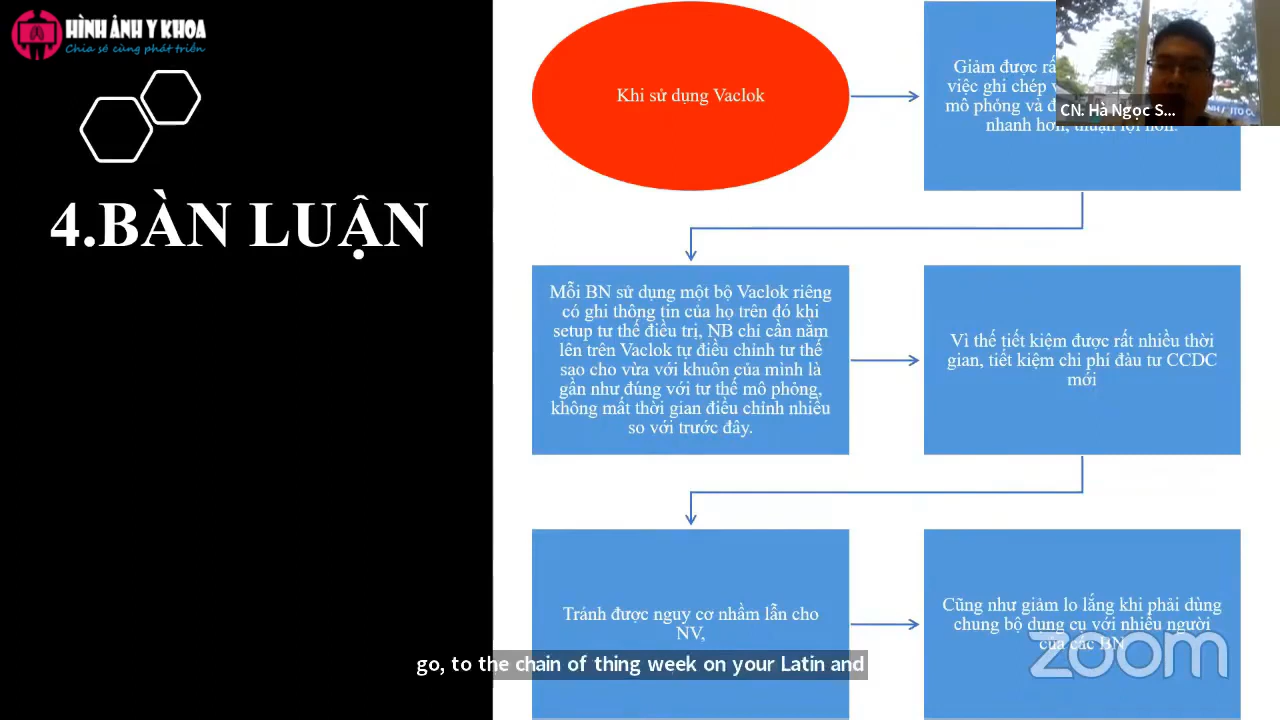 HÌNH ẢNH Y KHOA
Chia sẻ cùng phát triển
4.BÀN LUẬN
Khi sử dụng Vaclok
Giảm được
việc ghi chép
mô phỏng và
nhanh hơn, thuận lợi hơn.
CN. Hà Ngọc S...
Mỗi BN sử dụng một bộ Vaclok riêng
có ghi thông tin của họ trên đó khi
setup tư thế điều trị, NB chỉ cần nằm
lên trên Vaclok tự điều chỉnh tư thế
sao cho vừa với khuôn của mình là
gần như đúng với tư thế mô phỏng,
không mất thời gian điều chỉnh nhiều
so với trước đây.
Vì thế tiết kiệm được rất nhiều thời
gian, tiết kiệm chi phí đàu tư CCDC
mới
Tránh được nguy cơ nhầm lẫn cho
NV,
Cũng như giảm lo lắng khi phải dùng
chung bộ dụng cụ với nhiều người
của các BN
zoom
go, to the chain of thing week on your Latin and